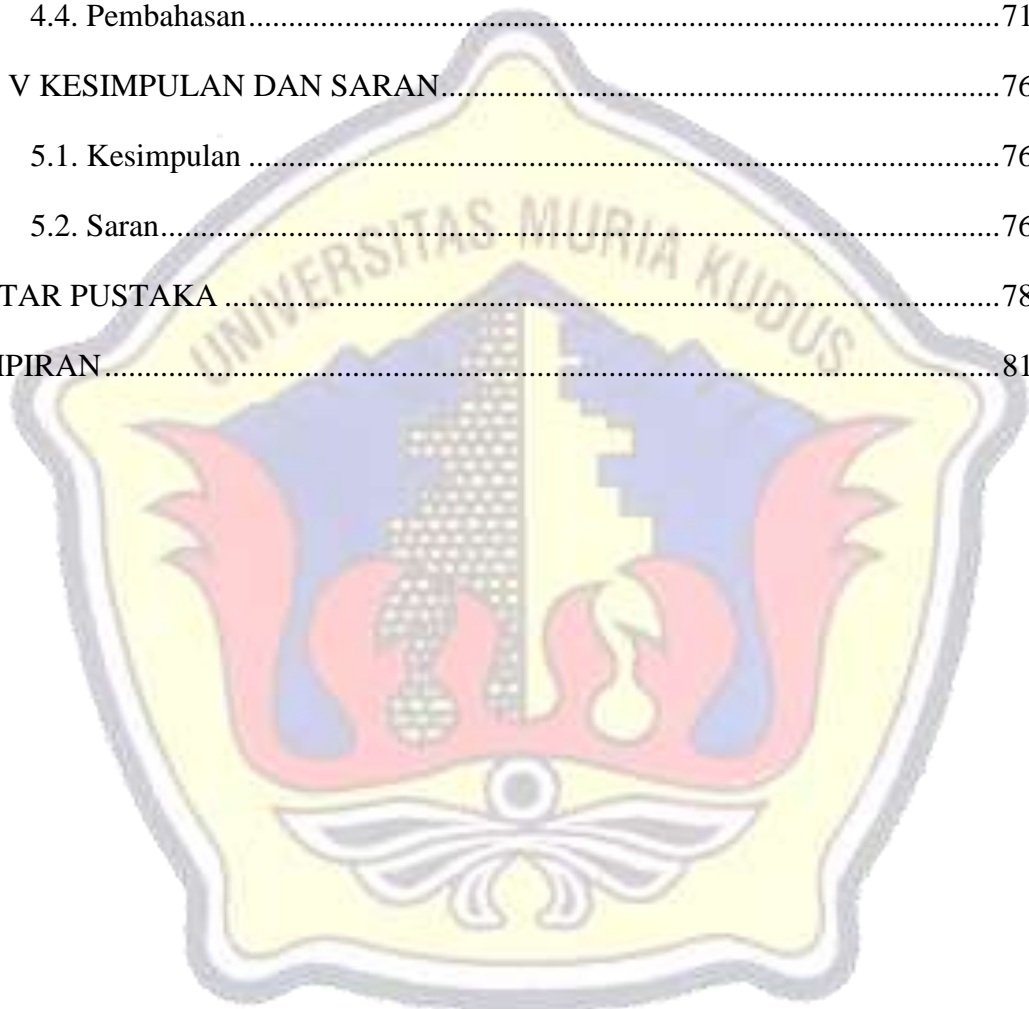 4.4. Pembahasan.......................................................................................71
V KESIMPULAN DAN SARAN.....................................................................76
5.1. Kesimpulan .......................................................................................76
5.2. Saran.................................................................................................76
TAR PUSTAKA ..............................................................................................78
IPIRAN...........................................................................................................81
UNIVERSITAS MURIA KUDUS